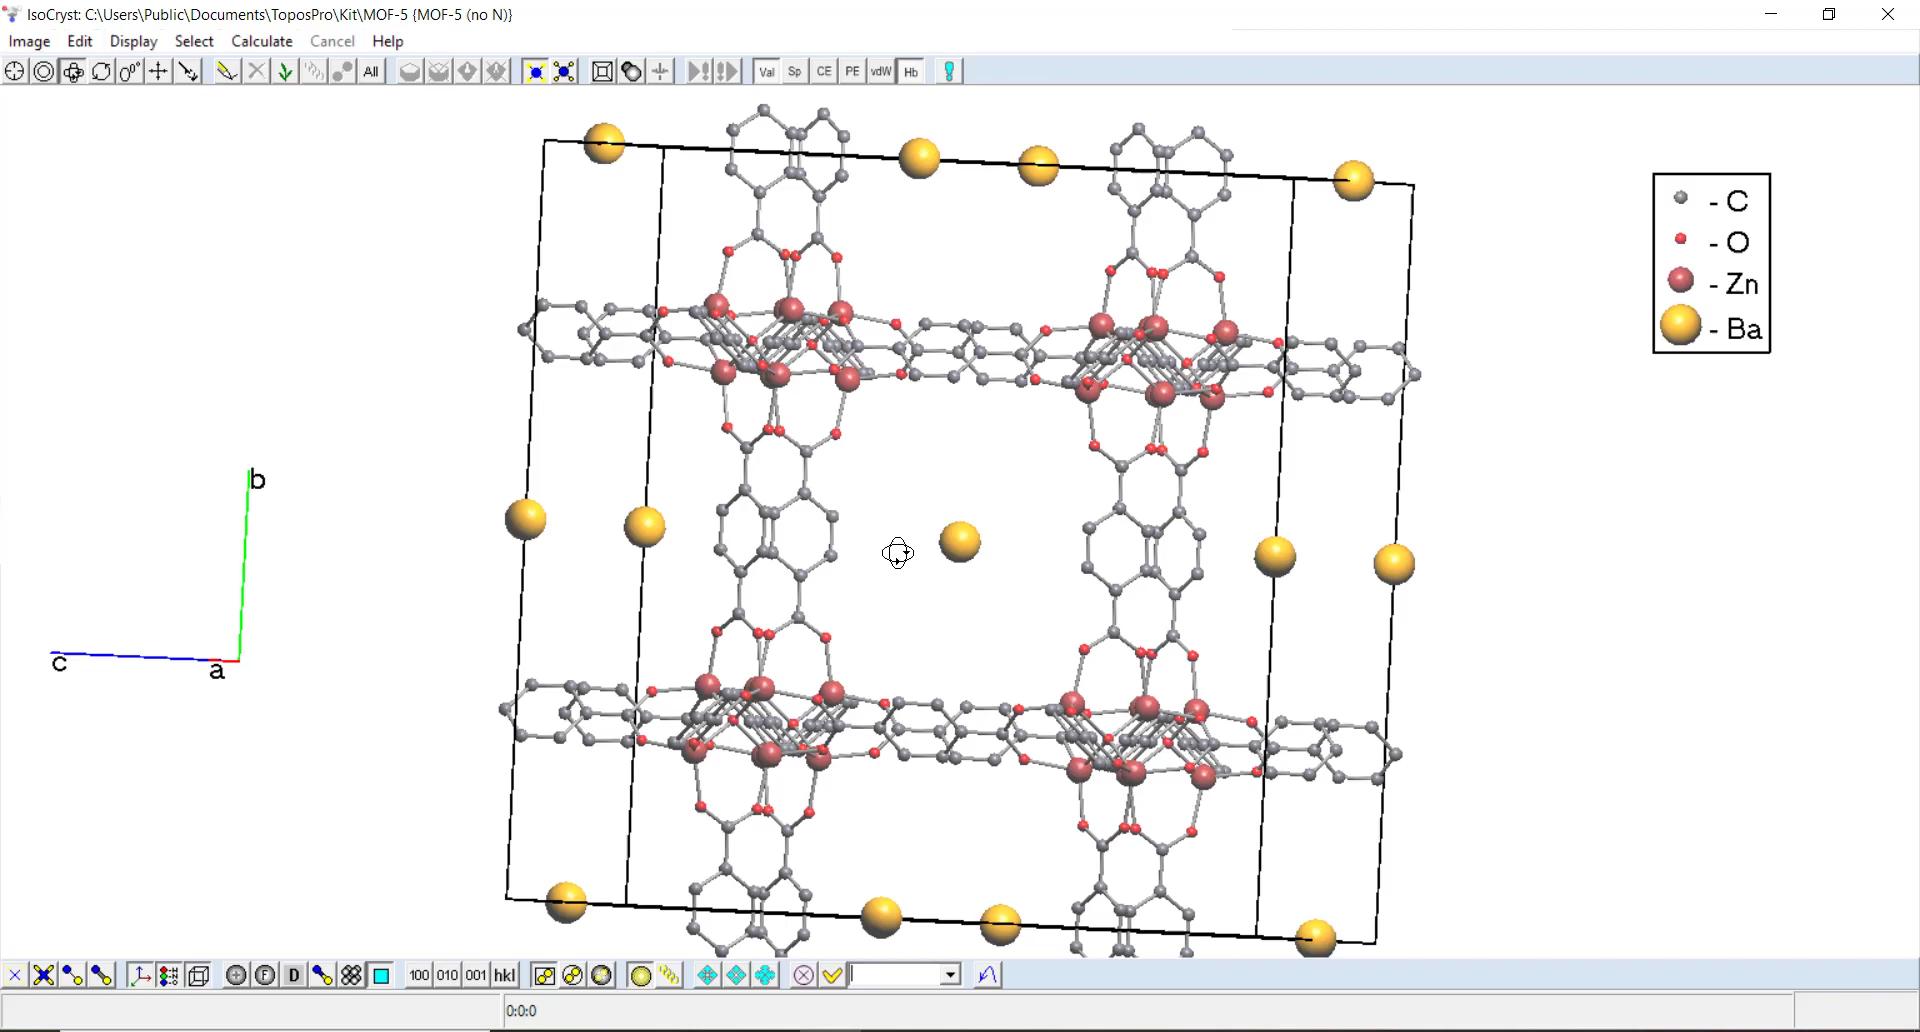 IsoCryst: C:\Users\Public\Documents\ToposPro\Kit\MOF-5 {MOF-5 (no N)}
Image Edit Display Select Calculate Cancel Help
0⁰ All Val Sp CE PE vdW Hb
- C
- O
- Zn
- Ba
b
c
a
F D 100 010 001 hkl
0:0:0